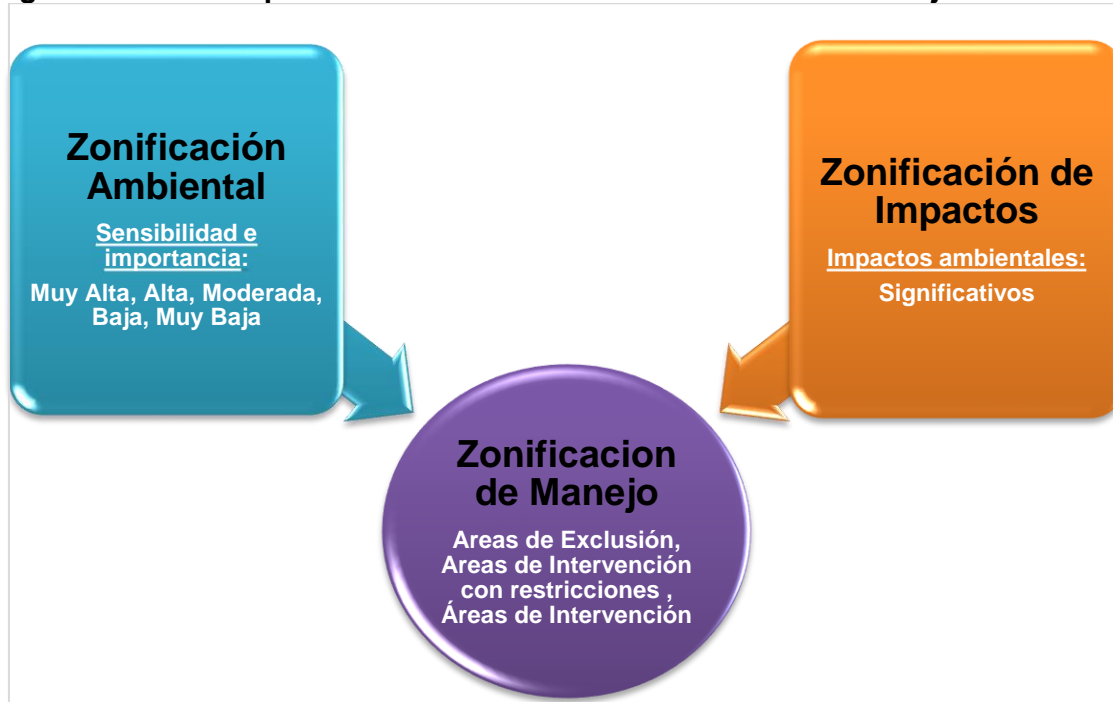 Zonificación
Ambiental
Sensibilidad e
importancia:
Muy Alta, Alta, Moderada,
Baja, Muy Baja
Zonificación de
Impactos
Impactos ambientales:
Significativos
Zonificacion
de Manejo
Areas de Exclusión,
Areas de Intervención
con restricciones ,
Áreas de Intervención